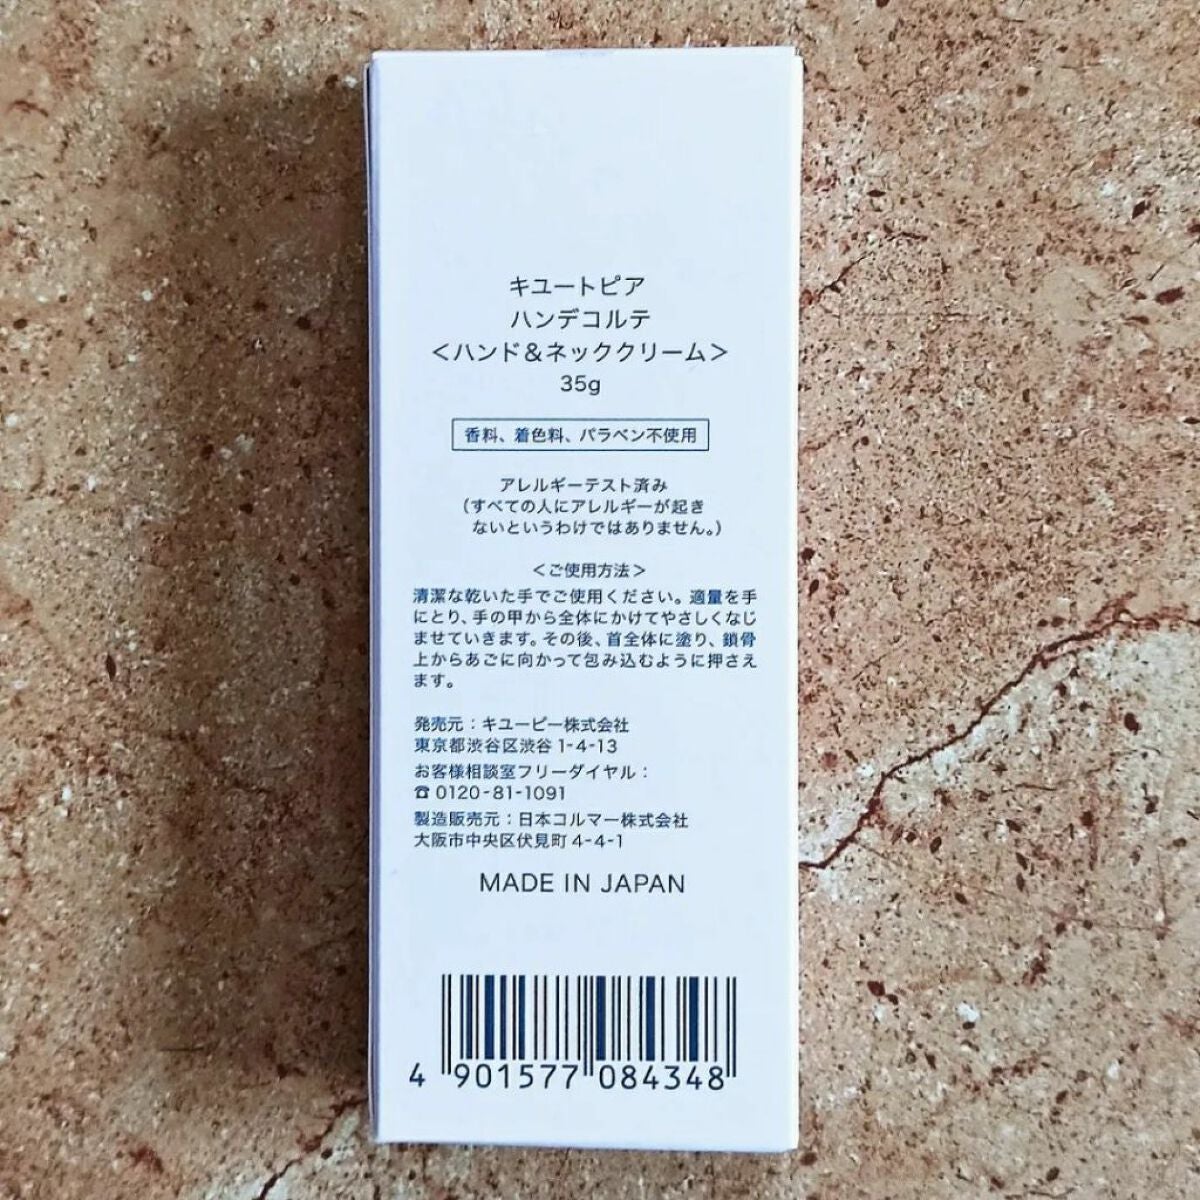 キユートピア
ハンデコルテ
＜ハンド＆ネッククリーム＞
35g
香料、着色料、パラベン不使用
アレルギーテスト済み
（すべての人にアレルギーが起き
ないというわけではありません。）
＜ご使用方法＞
清潔な乾いた手でご使用ください。適量を手
にとり、手の甲から全体にかけてやさしくなじ
ませていきます。その後、首全体に塗り、鎖骨
上からあごに向かって包み込むように押さえ
ます。
発売元：キユーピー株式会社
東京都渋谷区渋谷 1-4-13
お客様相談室フリーダイヤル：
☎ 0120-81-1091
製造販売元：日本コルマー株式会社
大阪市中央区伏見町 4-4-1
MADE IN JAPAN
4 901577 084348